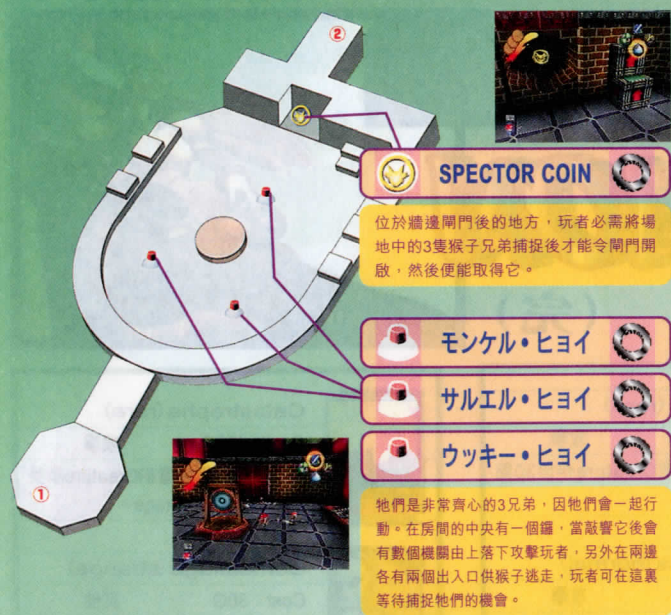 ②
SPECTOR COIN
位於牆邊閘門後的地方，玩者必需將場
地中的3隻猴子兄弟捕捉後才能令閘門開
啟，然後便能取得它。
モンケル・ヒョイ
サルエル・ヒョイ
ウッキー・ヒョイ
①
牠們是非常齊心的3兄弟，因牠們會一起行
動。在房間的中央有一個鑼，當敲響它後會
有數個機關由上落下攻擊玩者，另外在兩邊
各有兩個出入口供猴子逃走，玩者可在這裏
等待捕捉牠們的機會。